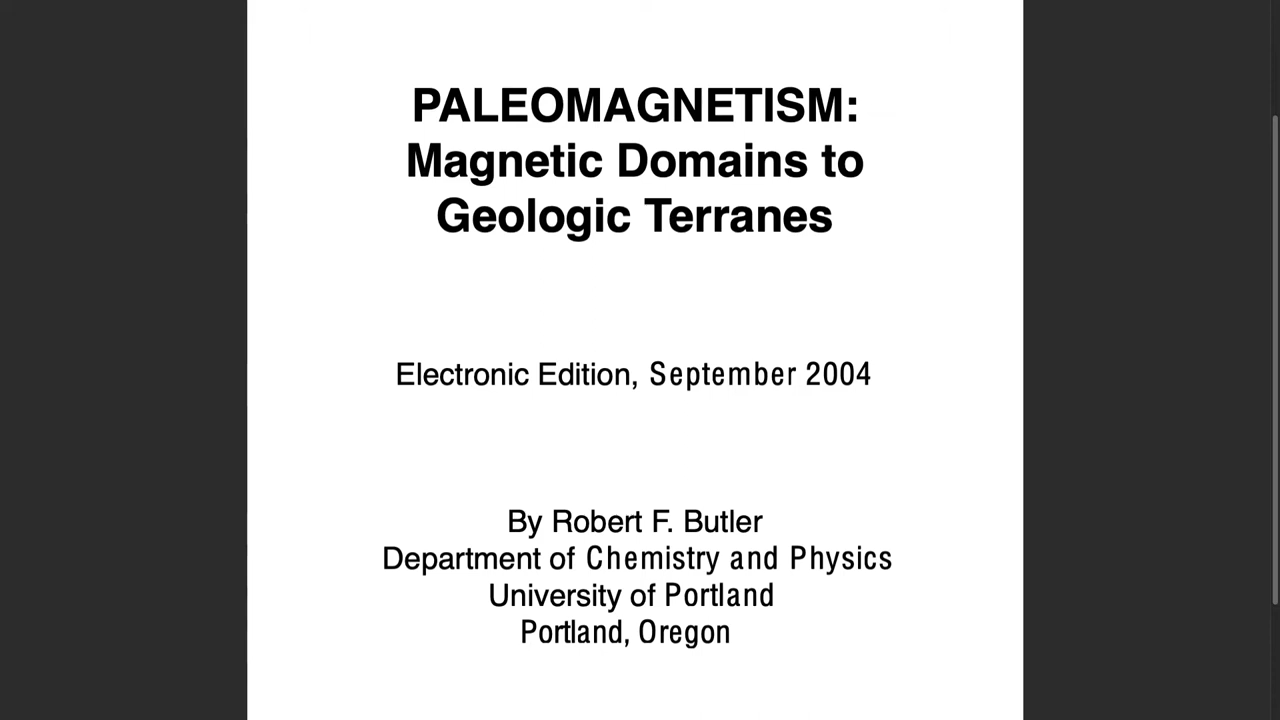 PALEOMAGNETISM:
Magnetic Domains to
Geologic Terranes
Electronic Edition, September 2004
By Robert F. Butler
Department of Chemistry and Physics
University of Portland
Portland, Oregon